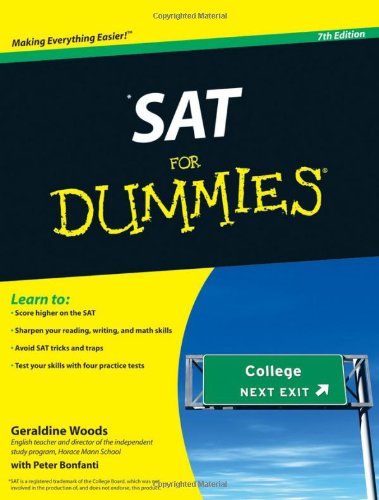 Copyrighted Material
Making Everything Easier!™
7th Edition
*SAT
FOR
DUMMIES®
Learn to:
• Score higher on the SAT
• Sharpen your reading, writing, and math skills
• Avoid SAT tricks and traps
• Test your skills with four practice tests
College
NEXT EXIT
Geraldine Woods
English teacher and director of the independent
study program, Horace Mann School
with Peter Bonfanti
*SAT is a registered trademark of the College Board, which was not
involved in the production of, and does not endorse, this product.
Copyrighted Material